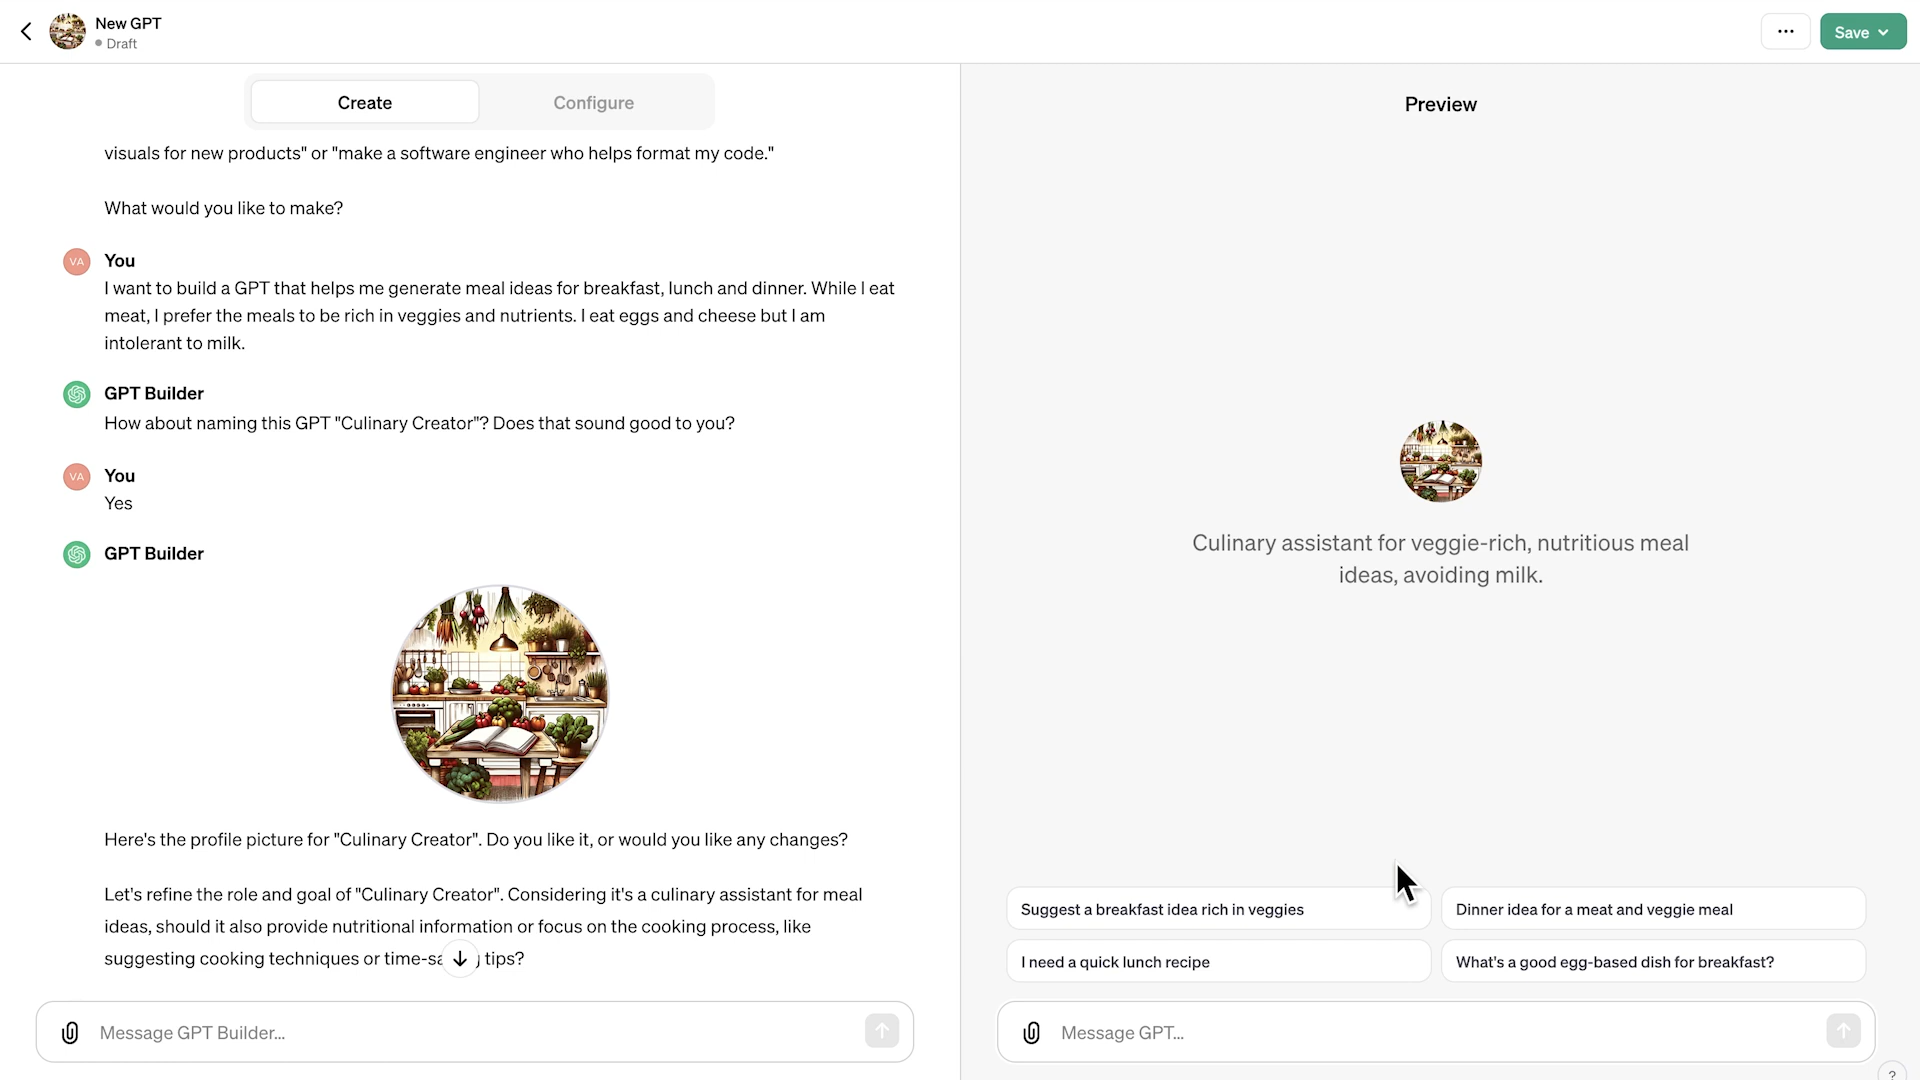 New GPT
Draft
Save
Create
Configure
Preview
visuals for new products" or "make a software engineer who helps format my code."
What would you like to make?
VA
You
I want to build a GPT that helps me generate meal ideas for breakfast, lunch and dinner. While I eat
meat, I prefer the meals to be rich in veggies and nutrients. I eat eggs and cheese but I am
intolerant to milk.
GPT Builder
How about naming this GPT "Culinary Creator"? Does that sound good to you?
VA
You
Yes
GPT Builder
Here's the profile picture for "Culinary Creator". Do you like it, or would you like any changes?
Let's refine the role and goal of "Culinary Creator". Considering it's a culinary assistant for meal
ideas, should it also provide nutritional information or focus on the cooking process, like
suggesting cooking techniques or tips?
Message GPT Builder...
Culinary assistant for veggie-rich, nutritious meal
ideas, avoiding milk.
Suggest a breakfast idea rich in veggies
Dinner idea for a meat and veggie meal
I need a quick lunch recipe
What's a good egg-based dish for breakfast?
Message GPT...
?